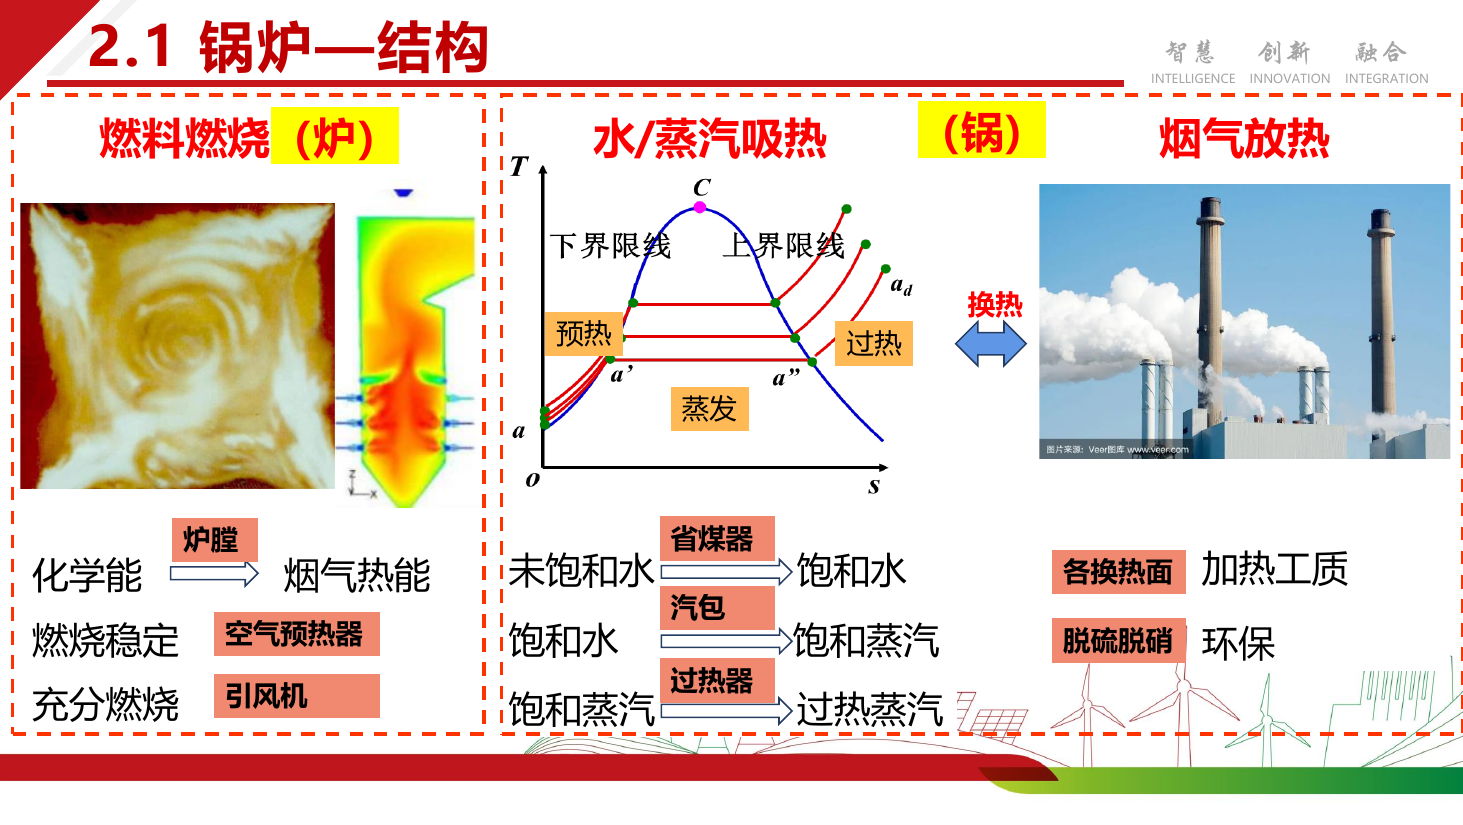 2.1 锅炉—结构
智慧 创新 融合
INTELLIGENCE INNOVATION INTEGRATION
燃料燃烧（炉）
水/蒸汽吸热
（锅）
烟气放热
T
C
下界限线
上界限线
a_d
预热
过热
a’
a”
蒸发
a
o
s
换热
Z
X
图片来源：Veer图库 www.veer.com
炉膛
化学能 烟气热能
燃烧稳定 空气预热器
充分燃烧 引风机
省煤器
未饱和水 饱和水
汽包
饱和水 饱和蒸汽
过热器
饱和蒸汽 过热蒸汽
各换热面 加热工质
脱硫脱硝 环保